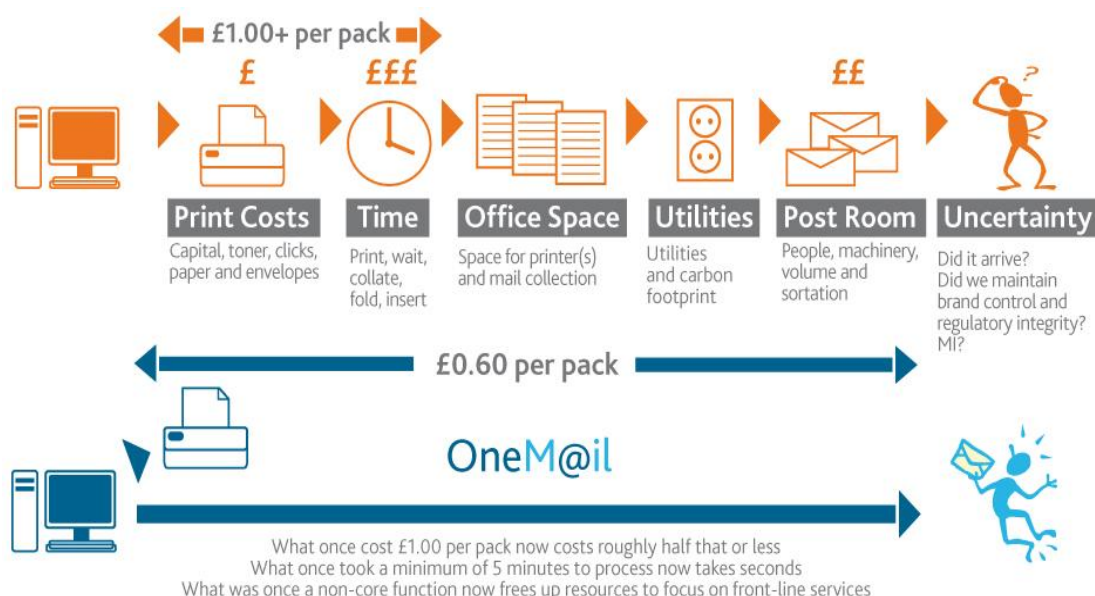 £1.00+ per pack
£
£££
££
?
Print Costs
Capital, toner, clicks,
paper and envelopes
Time
Print, wait,
collate,
fold, insert
Office Space
Space for printer(s)
and mail collection
Utilities
Utilities
and carbon
footprint
Post Room
People, machinery,
volume and
sortation
Uncertainty
Did it arrive?
Did we maintain
brand control and
regulatory integrity?
MI?
£0.60 per pack
OneM@il
What once cost £1.00 per pack now costs roughly half that or less
What once took a minimum of 5 minutes to process now takes seconds
What was once a non-core function now frees up resources to focus on front-line services